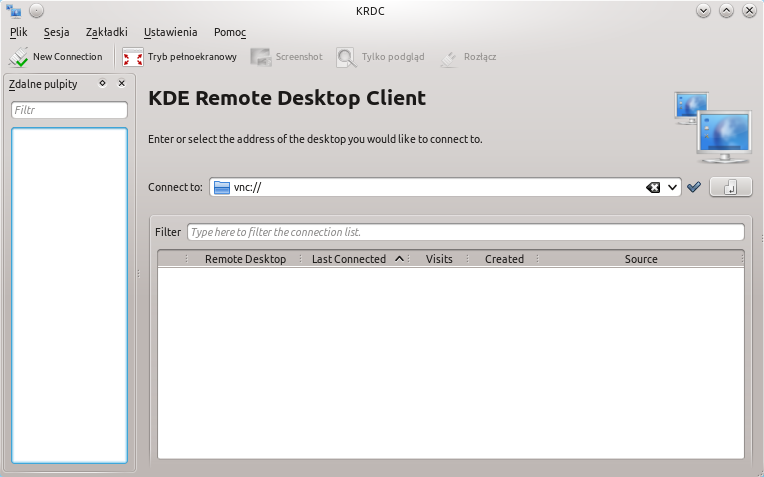 KRDC
Plik Sesja Zakładki Ustawienia Pomoc
New Connection Tryb pełnoekranowy Screenshot Tylko podgląd Rozłącz
Zdalne pulpity
Filtr
KDE Remote Desktop Client
Enter or select the address of the desktop you would like to connect to.
Connect to: vnc://
Filter Type here to filter the connection list.
Remote Desktop Last Connected Visits Created Source